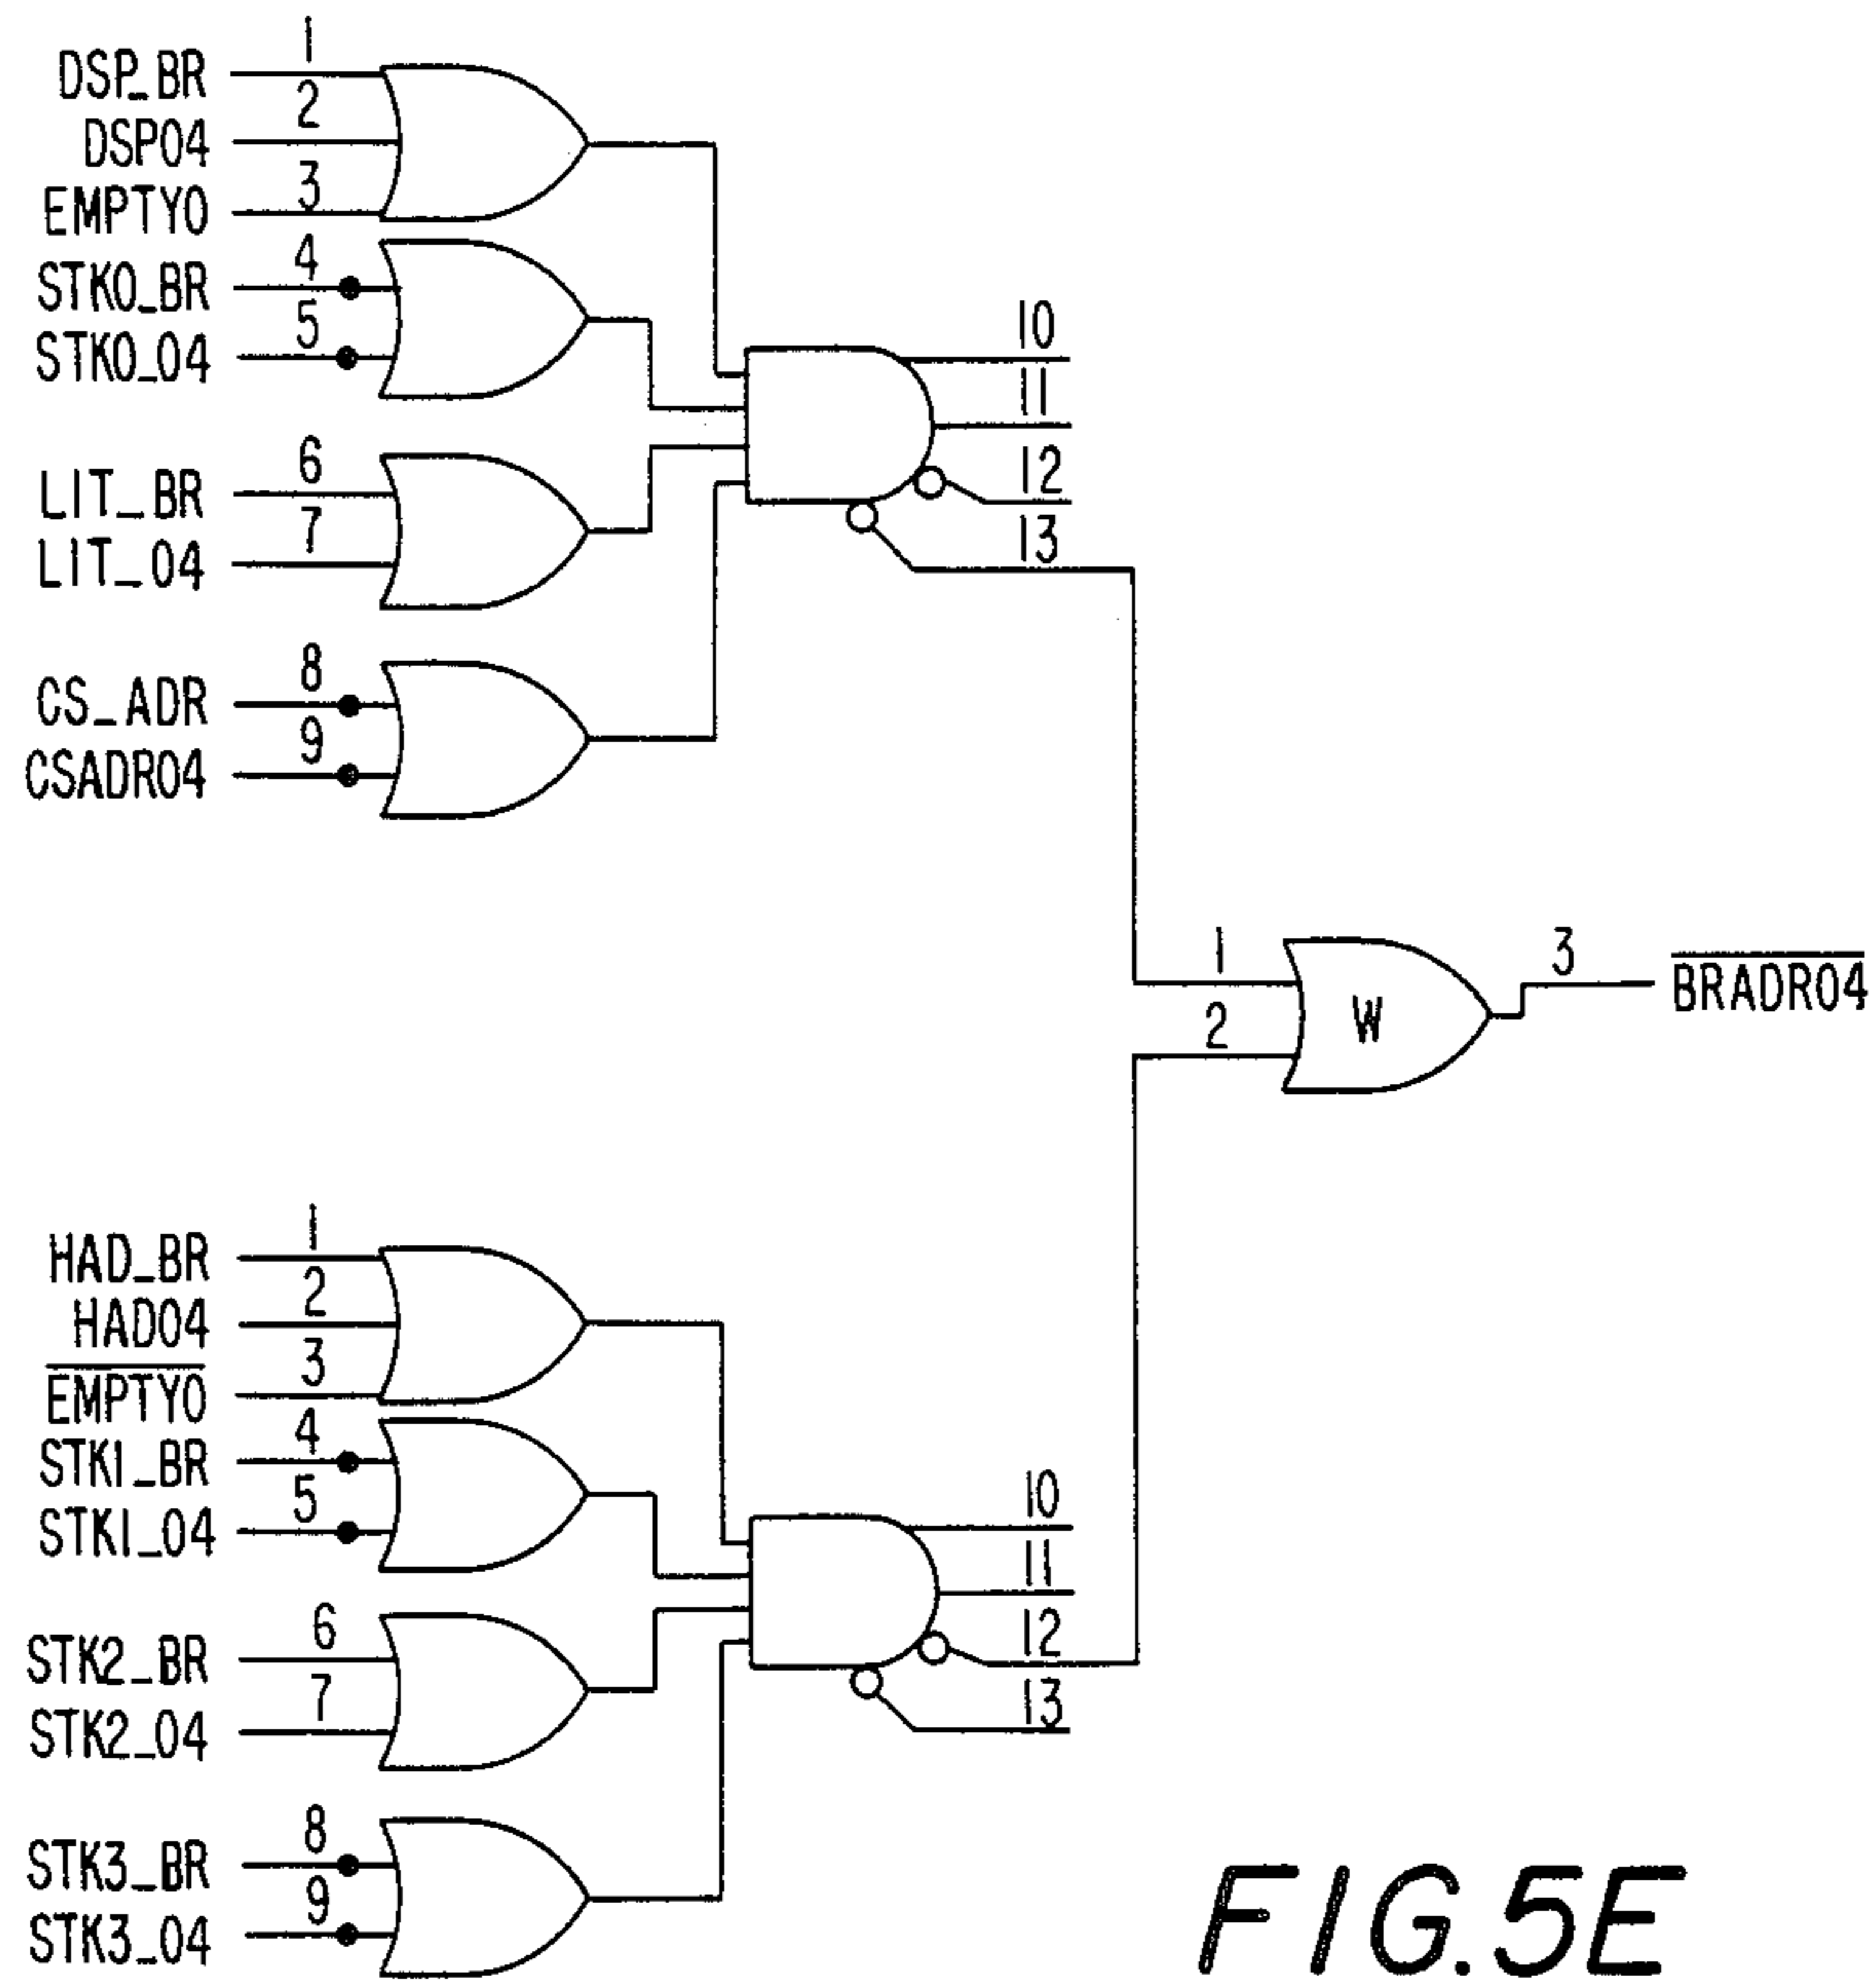 1
DSP_BR
2
DSP04
3
EMPTY0
4
STK0_BR
5
STK0_04
6
LIT_BR
7
LIT_04
8
CS_ADR
9
CSADR04
10
11
12
13
1
2
W
3
BRADR04
1
HAD_BR
2
HAD04
3
EMPTY0
4
STK1_BR
5
STK1_04
6
STK2_BR
7
STK2_04
8
STK3_BR
9
STK3_04
10
11
12
13
FIG.5E